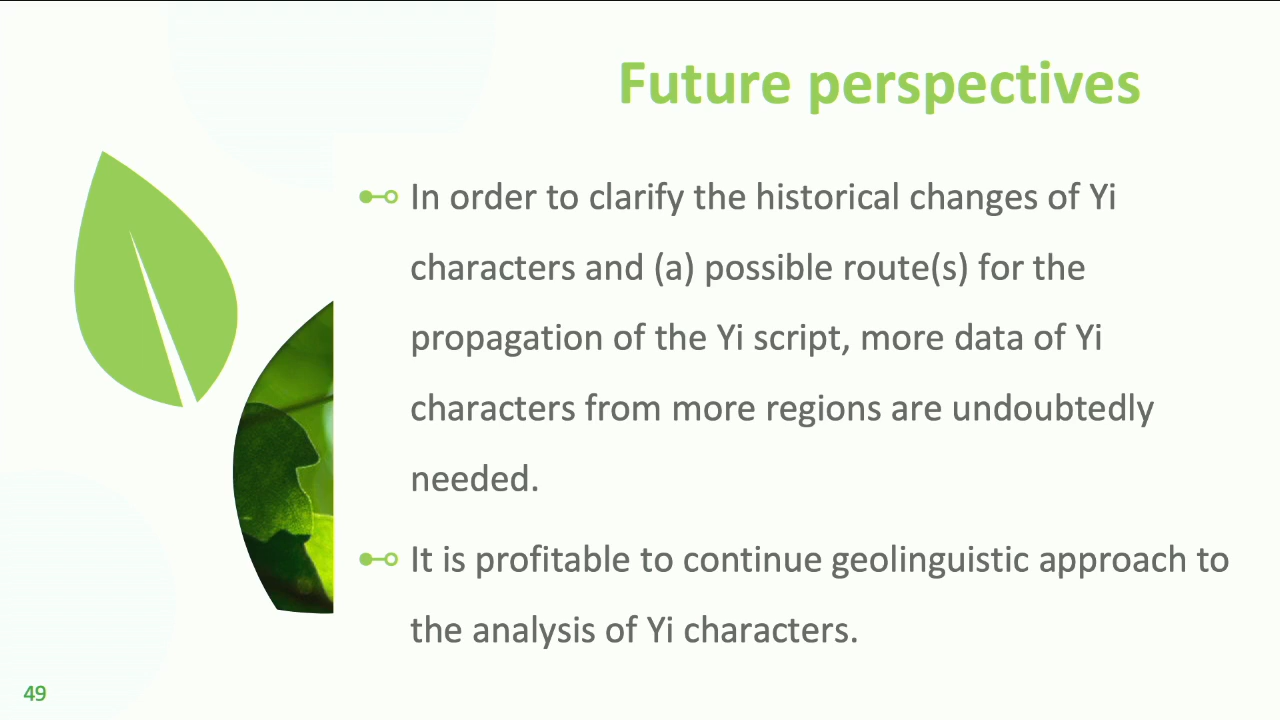 Future perspectives
In order to clarify the historical changes of Yi
characters and (a) possible route(s) for the
propagation of the Yi script, more data of Yi
characters from more regions are undoubtedly
needed.
It is profitable to continue geolinguistic approach to
the analysis of Yi characters.
49